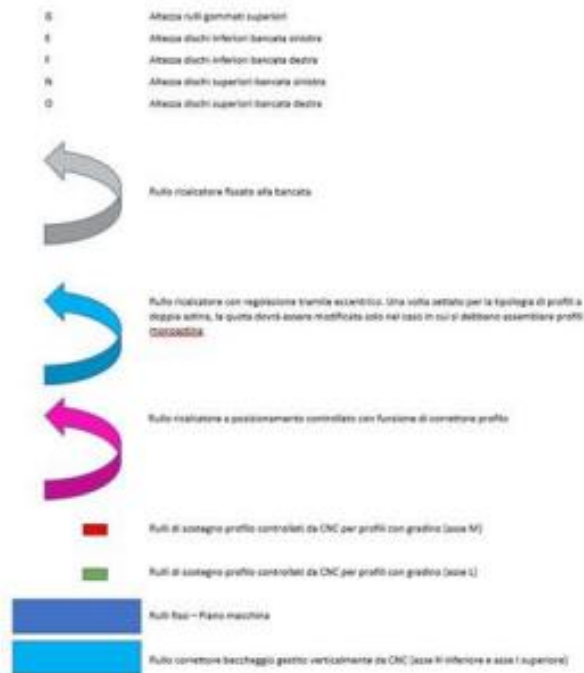 G Altezza rulli gommati superiori
E Altezza dischi inferiori bancata sinistra
F Altezza dischi inferiori bancata destra
N Altezza dischi superiori bancata sinistra
O Altezza dischi superiori bancata destra
Rullo ricalcatore fissato alla bancata
Rullo ricalcatore con regolazione tramite eccentrico. Una volta settato per la tipologia di profili a
doppia astina, la quota dovrà essere modificata solo nel caso in cui si debbano assemblare profili
monoastina.
Rullo ricalcatore a posizionamento controllato con funzione di correttore profilo
Rulli di sostegno profilo controllati da CNC per profili con gradino (asse M)
Rulli di sostegno profilo controllati da CNC per profili con gradino (asse L)
Rulli fissi – Piano macchina
Rullo correttore beccheggio gestito verticalmente da CNC (asse H inferiore e asse I superiore)